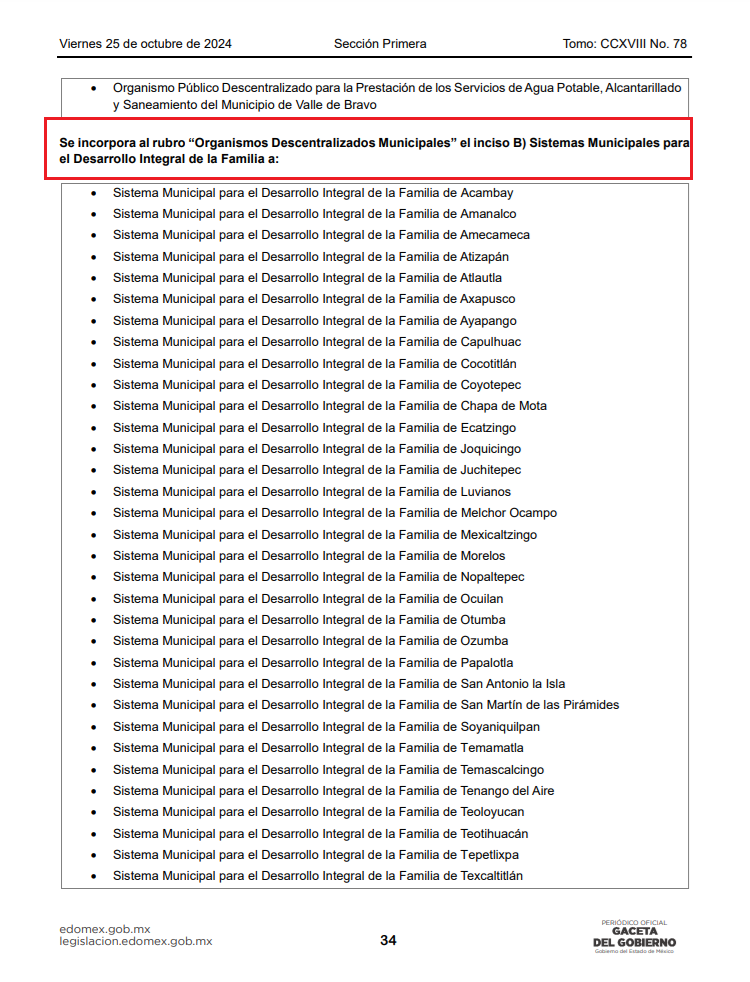 Viernes 25 de octubre de 2024 Sección Primera Tomo: CCXVIII No. 78
• Organismo Público Descentralizado para la Prestación de los Servicios de Agua Potable, Alcantarillado
y Saneamiento del Municipio de Valle de Bravo
Se incorpora al rubro “Organismos Descentralizados Municipales” el inciso B) Sistemas Municipales para
el Desarrollo Integral de la Familia a:
• Sistema Municipal para el Desarrollo Integral de la Familia de Acambay
• Sistema Municipal para el Desarrollo Integral de la Familia de Amanalco
• Sistema Municipal para el Desarrollo Integral de la Familia de Amecameca
• Sistema Municipal para el Desarrollo Integral de la Familia de Atizapán
• Sistema Municipal para el Desarrollo Integral de la Familia de Atlautla
• Sistema Municipal para el Desarrollo Integral de la Familia de Axapusco
• Sistema Municipal para el Desarrollo Integral de la Familia de Ayapango
• Sistema Municipal para el Desarrollo Integral de la Familia de Capulhuac
• Sistema Municipal para el Desarrollo Integral de la Familia de Cocotitlán
• Sistema Municipal para el Desarrollo Integral de la Familia de Coyotepec
• Sistema Municipal para el Desarrollo Integral de la Familia de Chapa de Mota
• Sistema Municipal para el Desarrollo Integral de la Familia de Ecatzingo
• Sistema Municipal para el Desarrollo Integral de la Familia de Joquicingo
• Sistema Municipal para el Desarrollo Integral de la Familia de Juchitepec
• Sistema Municipal para el Desarrollo Integral de la Familia de Luvianos
• Sistema Municipal para el Desarrollo Integral de la Familia de Melchor Ocampo
• Sistema Municipal para el Desarrollo Integral de la Familia de Mexicaltzingo
• Sistema Municipal para el Desarrollo Integral de la Familia de Morelos
• Sistema Municipal para el Desarrollo Integral de la Familia de Nopaltepec
• Sistema Municipal para el Desarrollo Integral de la Familia de Ocuilan
• Sistema Municipal para el Desarrollo Integral de la Familia de Otumba
• Sistema Municipal para el Desarrollo Integral de la Familia de Ozumba
• Sistema Municipal para el Desarrollo Integral de la Familia de Papalotla
• Sistema Municipal para el Desarrollo Integral de la Familia de San Antonio la Isla
• Sistema Municipal para el Desarrollo Integral de la Familia de San Martín de las Pirámides
• Sistema Municipal para el Desarrollo Integral de la Familia de Soyaniquilpan
• Sistema Municipal para el Desarrollo Integral de la Familia de Temamatla
• Sistema Municipal para el Desarrollo Integral de la Familia de Temascalcingo
• Sistema Municipal para el Desarrollo Integral de la Familia de Tenango del Aire
• Sistema Municipal para el Desarrollo Integral de la Familia de Teoloyucan
• Sistema Municipal para el Desarrollo Integral de la Familia de Teotihuacán
• Sistema Municipal para el Desarrollo Integral de la Familia de Tepetlixpa
• Sistema Municipal para el Desarrollo Integral de la Familia de Texcaltitlán
edomex.gob.mx
legislacion.edomex.gob.mx
34
PERIÓDICO OFICIAL
GACETA
DEL GOBIERNO
Gobierno del Estado de México